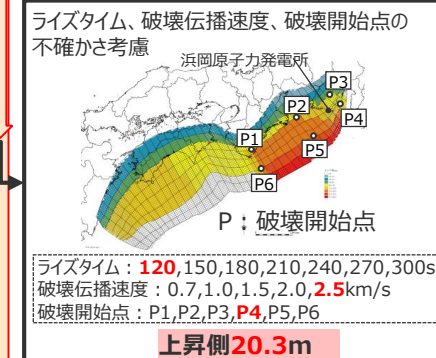 ライズタイム、破壊伝播速度、破壊開始点の
不確かさ考慮
浜岡原子力発電所
P3
P2
P4
P1
P5
P6
P：破壊開始点
ライズタイム：120,150,180,210,240,270,300s
破壊伝播速度：0.7,1.0,1.5,2.0,2.5km/s
破壊開始点：P1,P2,P3,P4,P5,P6
上昇側20.3m